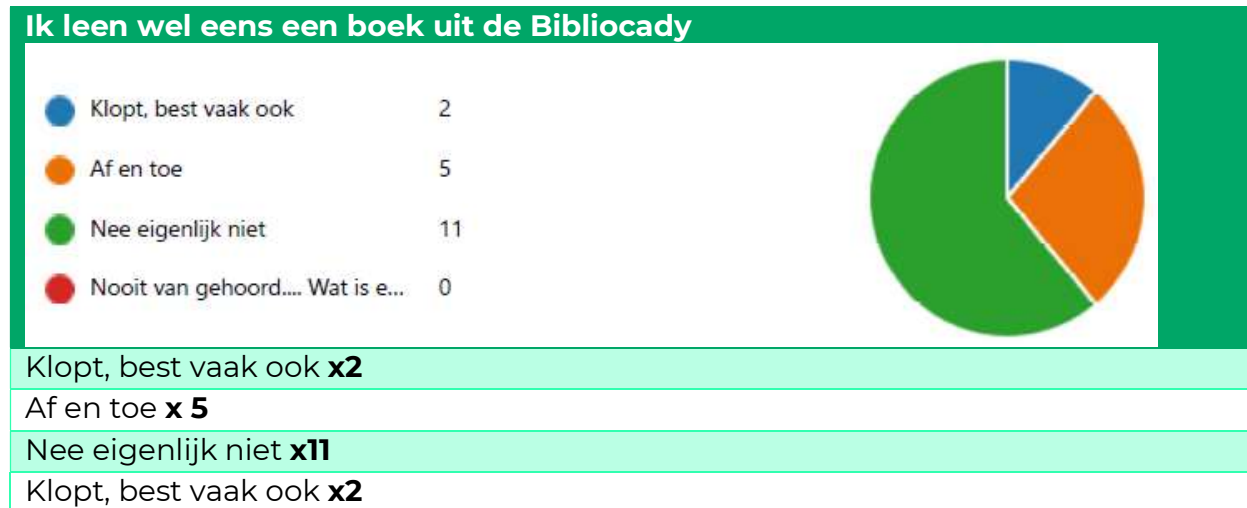 Ik leen wel eens een boek uit de Bibliocady
Klopt, best vaak ook 2
Af en toe 5
Nee eigenlijk niet 11
Nooit van gehoord.... Wat is e... 0
Klopt, best vaak ook x2
Af en toe x 5
Nee eigenlijk niet x11
Klopt, best vaak ook x2